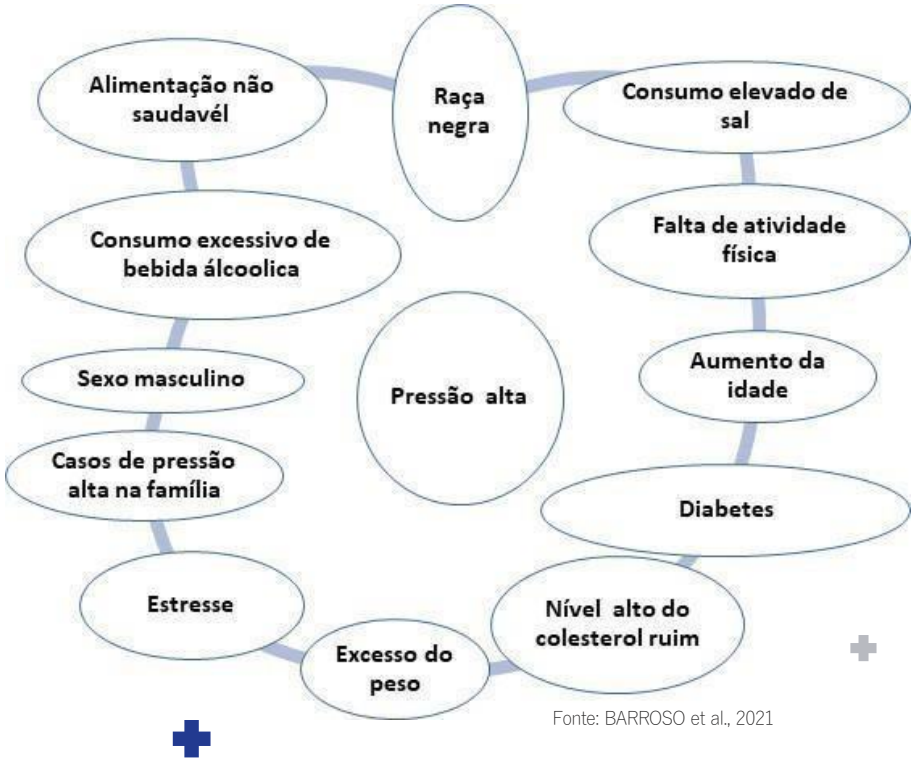 Raça
negra
Consumo elevado de
sal
Falta de atividade
física
Aumento da
idade
Diabetes
Nível alto do
colesterol ruim
Excesso do
peso
Estresse
Casos de pressão
alta na família
Sexo masculino
Consumo excessivo de
bebida álcoolica
Alimentação não
saudavél
Pressão alta
Fonte: BARROSO et al., 2021